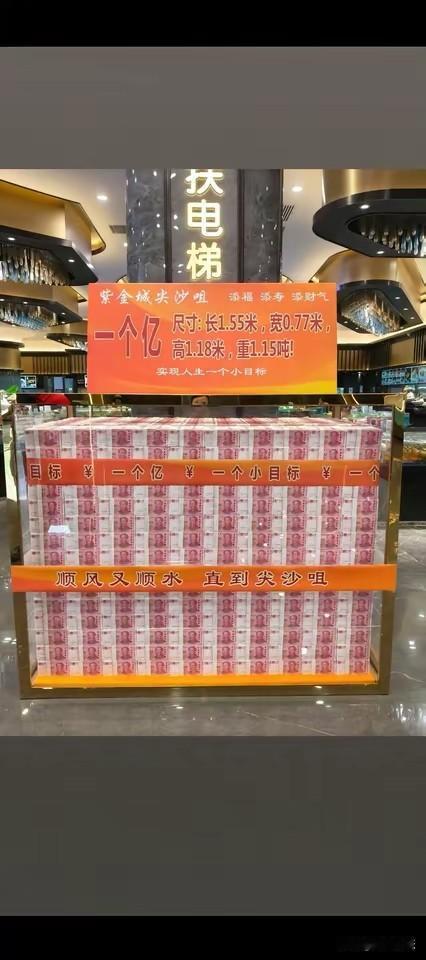 扶电梯
紫金城尖沙咀 添福 添寿 添财气
一个亿 尺寸:长1.55米,宽0.77米,
高1.18米,重1.15吨!
实现人生一个小目标
目标 ¥ 一个亿 ¥ 一个小目标 ¥ 一个
顺风又顺水 直到尖沙咀